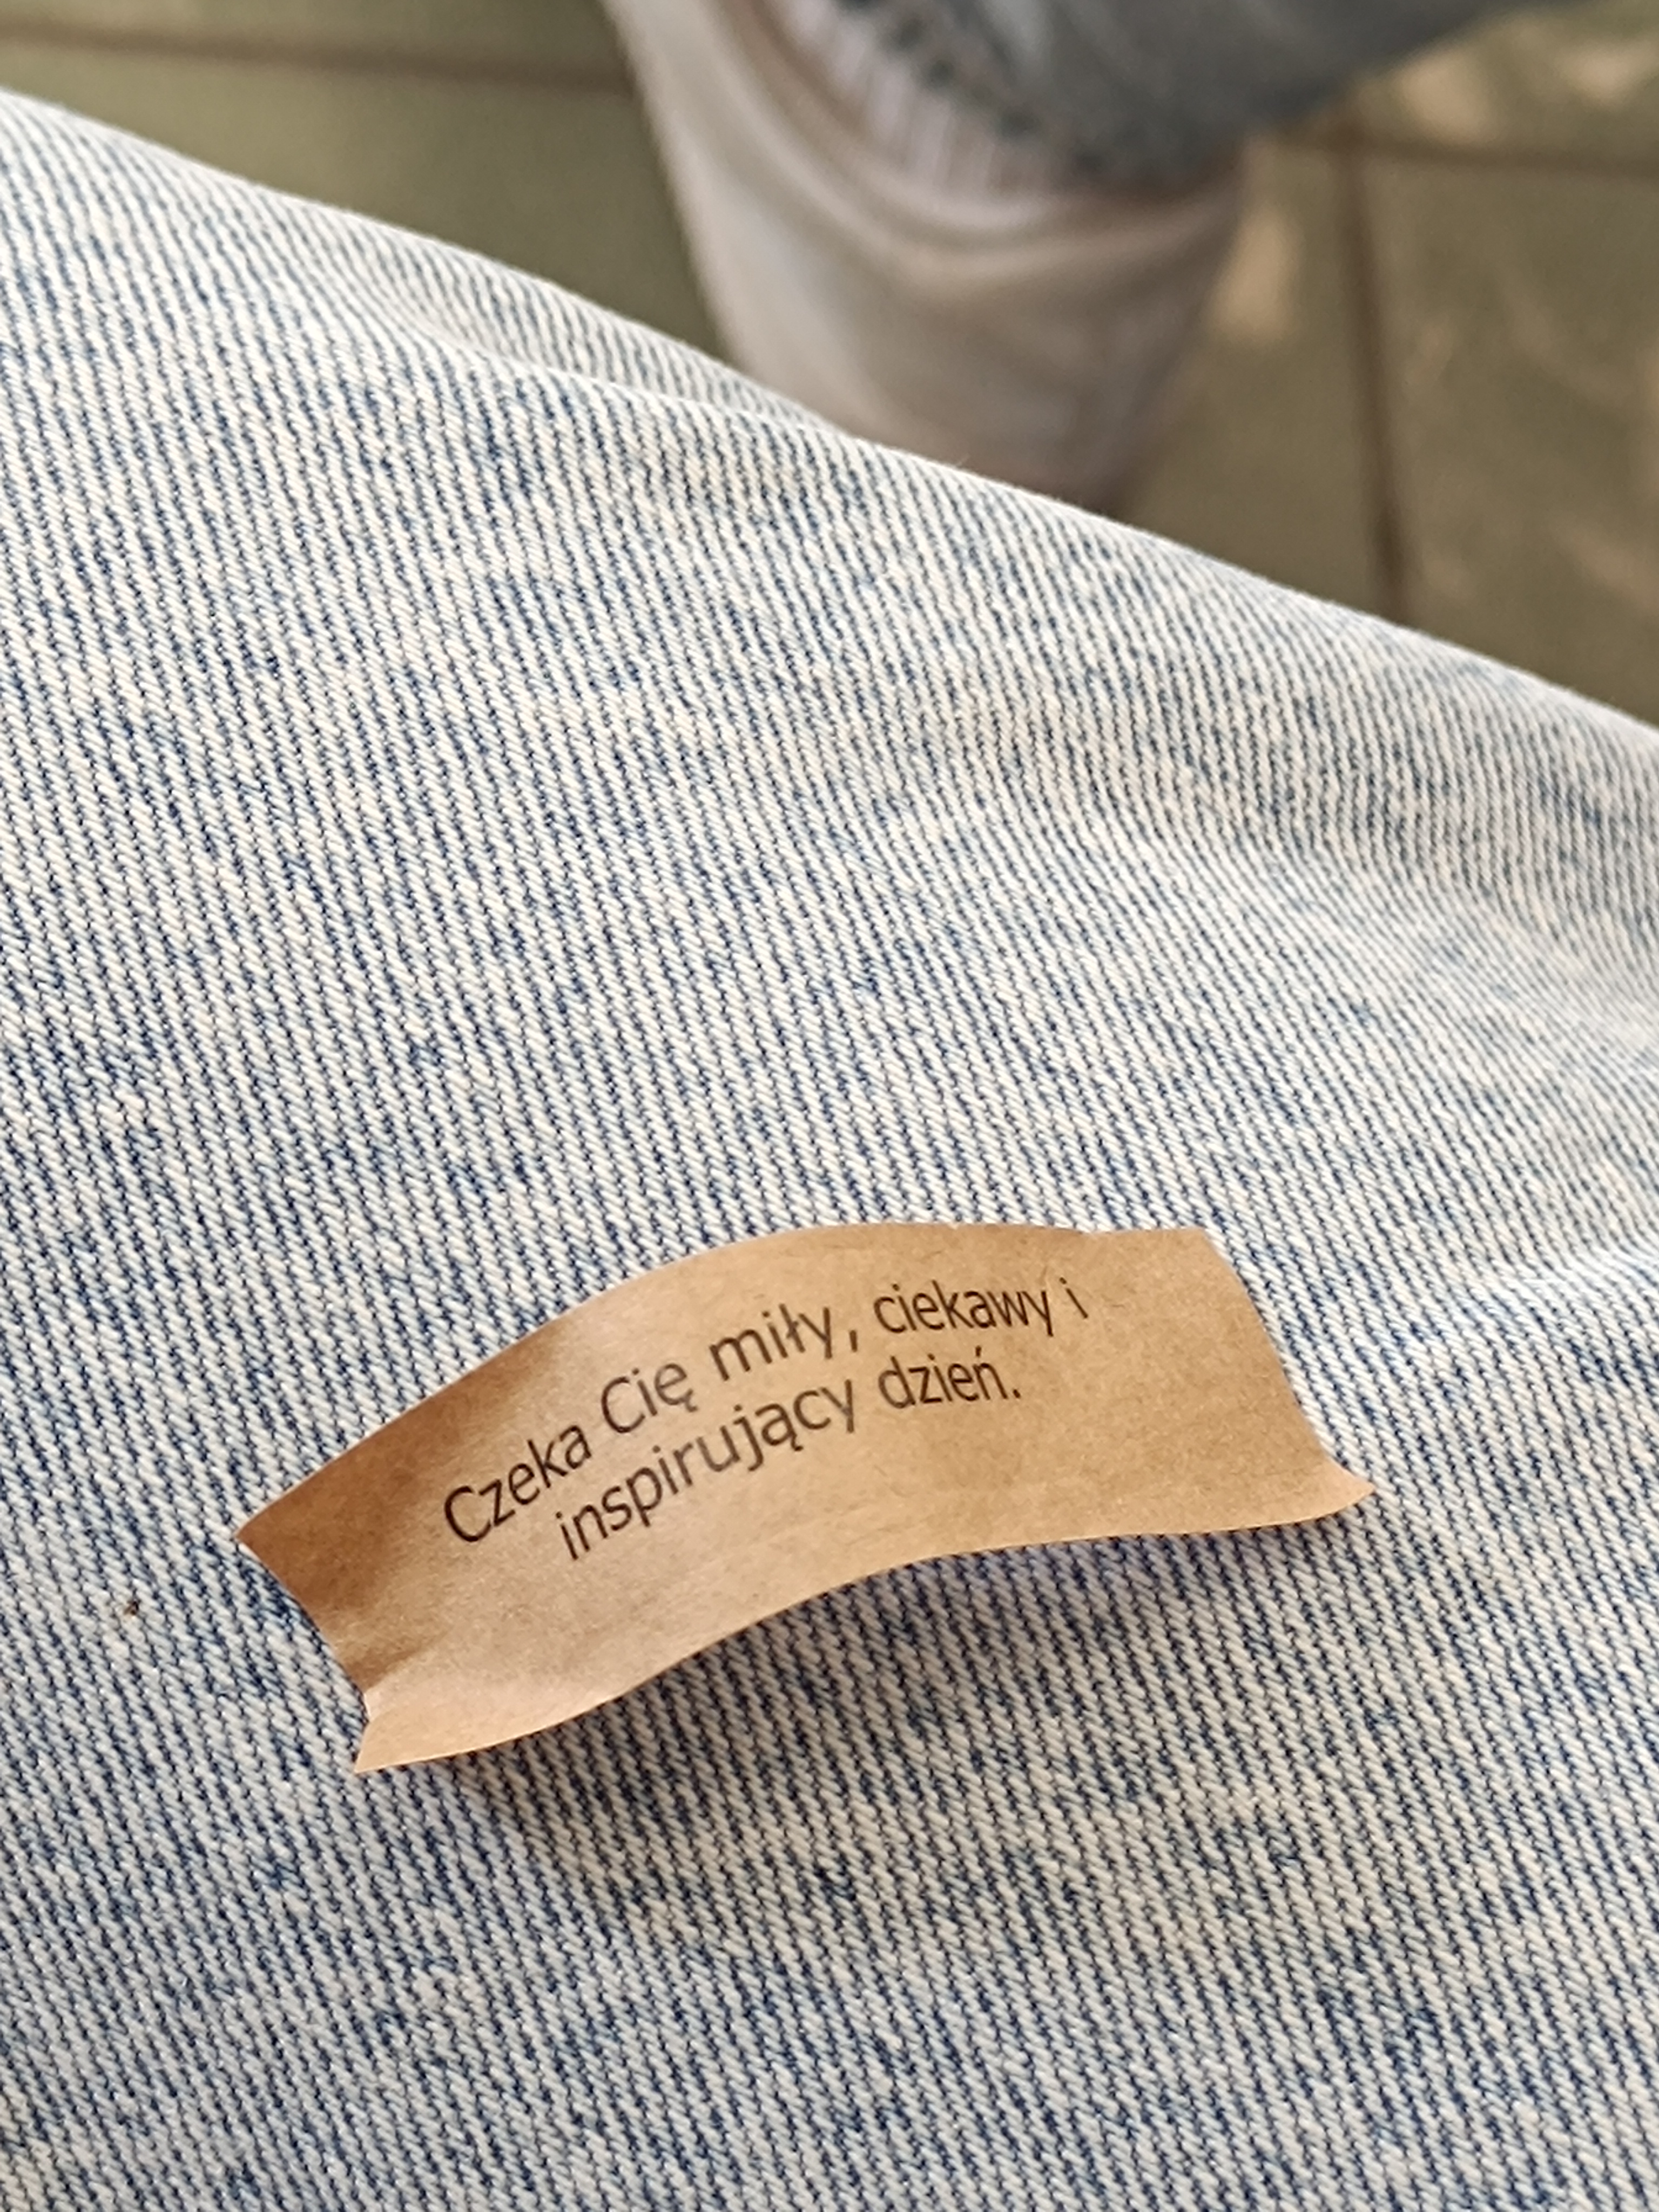 Czeka Cię miły, ciekawy i
inspirujący dzień.